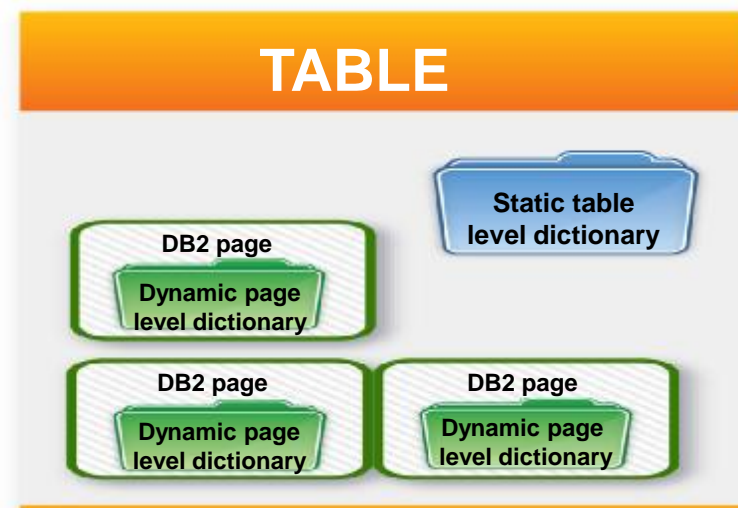 TABLE
Static table
level dictionary
DB2 page
Dynamic page
level dictionary
DB2 page
Dynamic page
level dictionary
DB2 page
Dynamic page
level dictionary